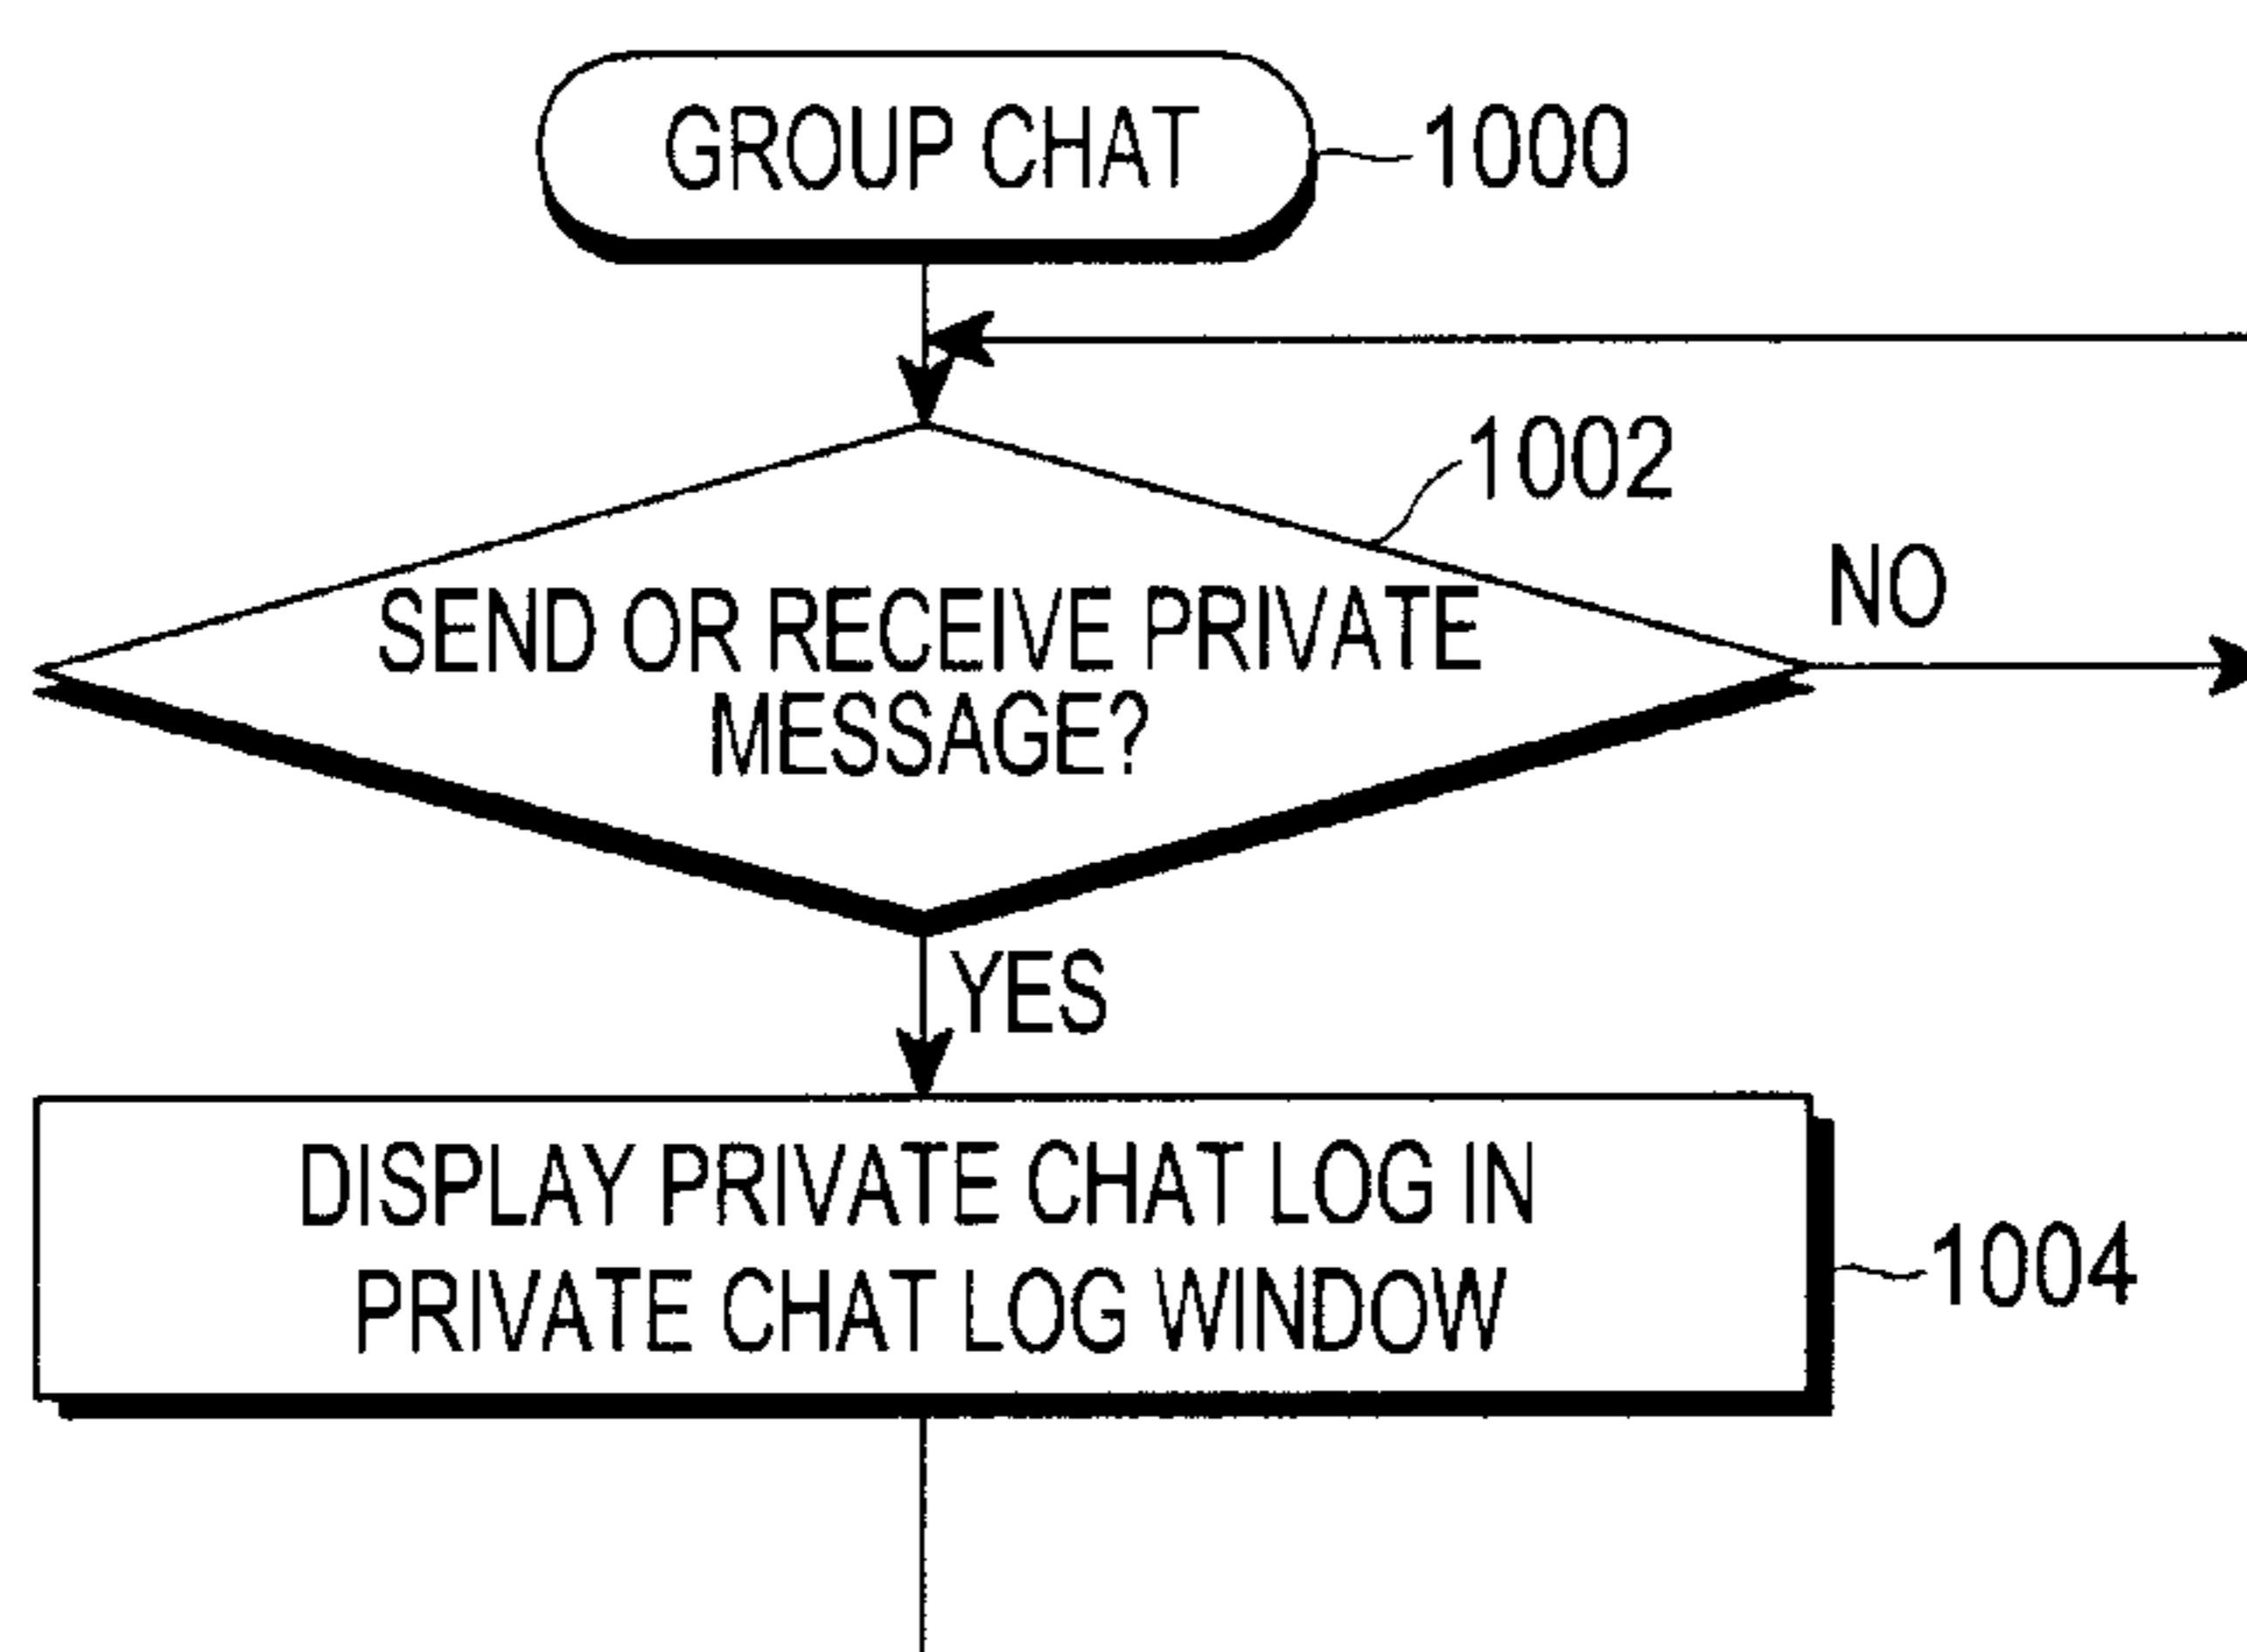 GROUP CHAT
1000
1002
SEND OR RECEIVE PRIVATE
MESSAGE?
NO
YES
DISPLAY PRIVATE CHAT LOG IN
PRIVATE CHAT LOG WINDOW
1004